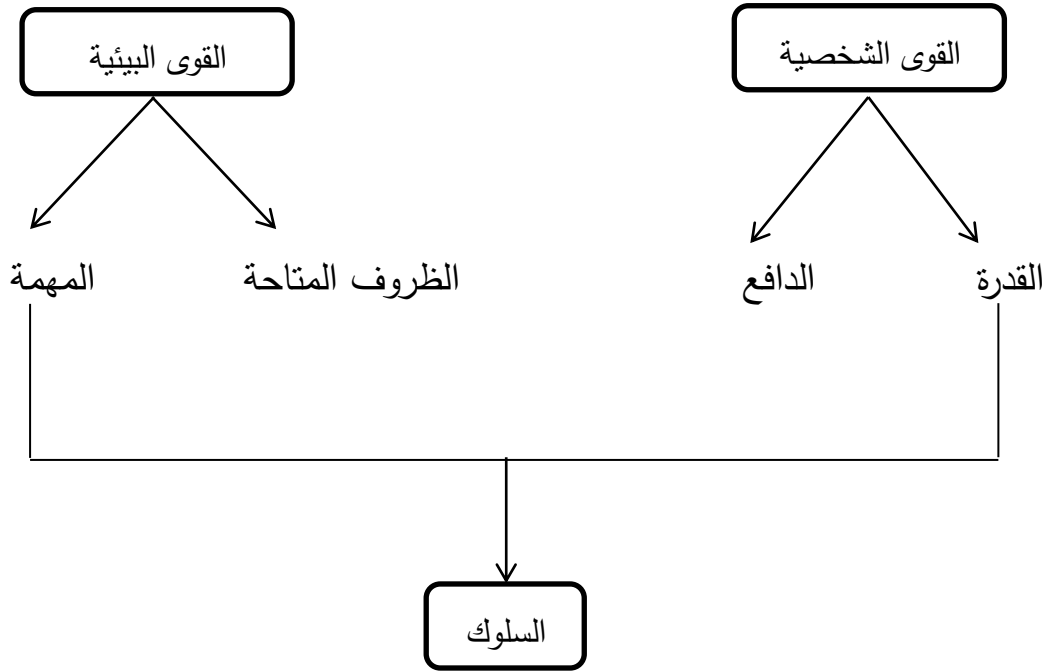 القوى الشخصية
القوى البيئية
القدرة
الدافع
الظروف المتاحة
المهمة
السلوك